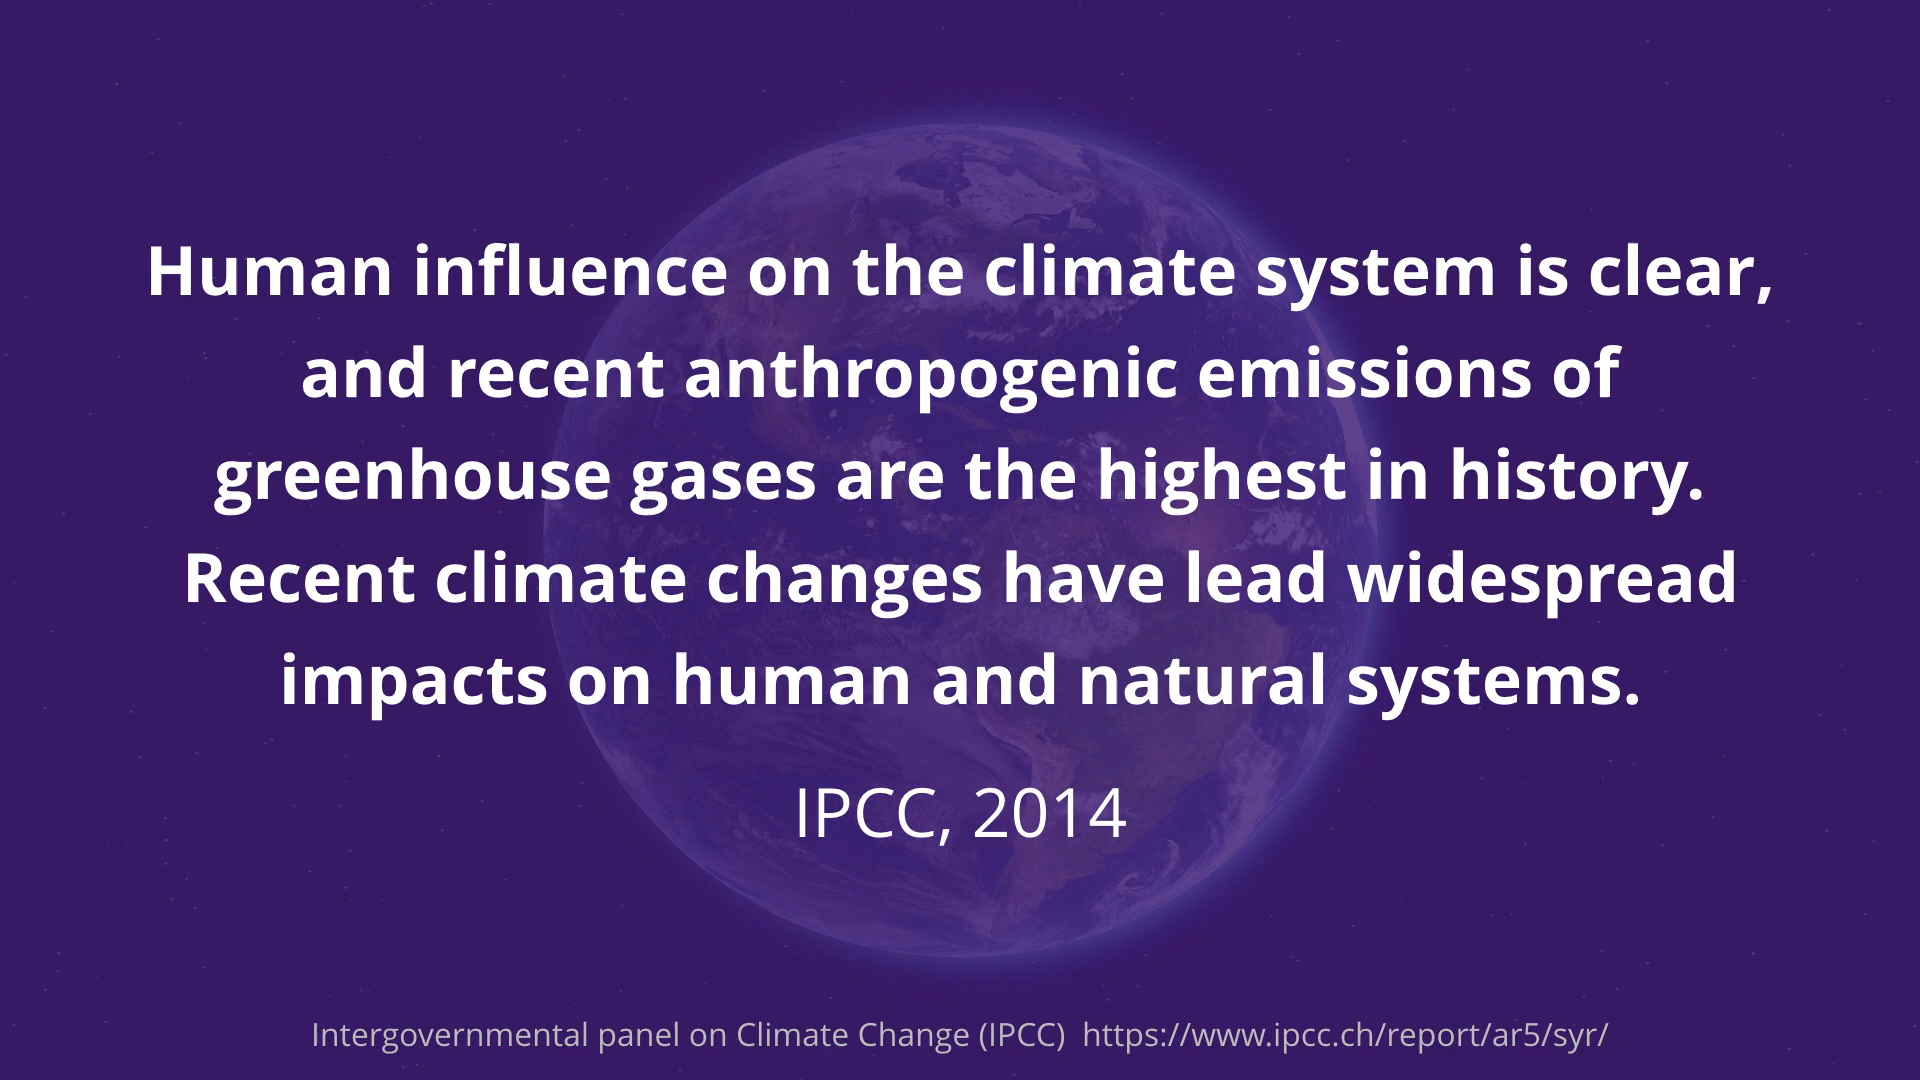 Human influence on the climate system is clear,
and recent anthropogenic emissions of
greenhouse gases are the highest in history.
Recent climate changes have lead widespread
impacts on human and natural systems.
IPCC, 2014
Intergovernmental panel on Climate Change (IPCC)  https://www.ipcc.ch/report/ar5/syr/